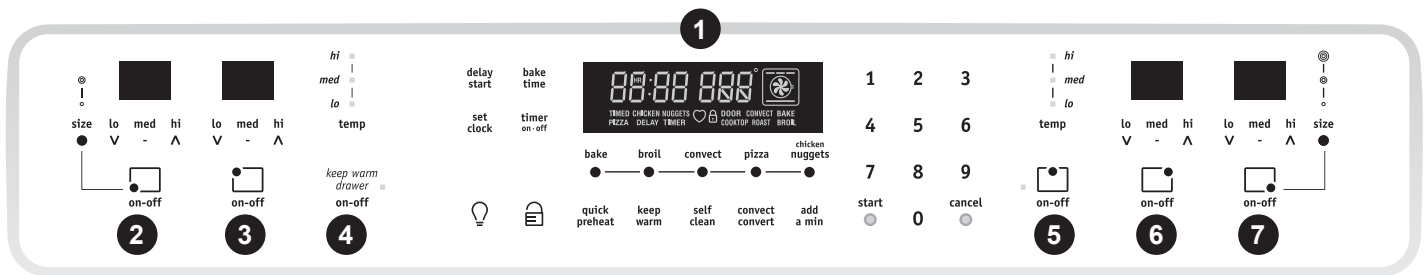 1
hi
med
lo
temp
size
lo med hi
V - Λ
on-off
2
lo med hi
V - Λ
on-off
3
keep warm
drawer
on-off
4
delay
start
bake
time
set
clock
timer
on·off
88:88 888°
HR
TIMED CHICKEN NUGGETS DOOR CONVECT BAKE
PIZZA DELAY TIMER COOKTOP ROAST BROIL
bake broil convect pizza chicken
nuggets
quick
preheat
keep
warm
self
clean
convect
convert
add
a min
1 2 3
4 5 6
7 8 9
start 0 cancel
hi
med
lo
temp
on-off
5
lo med hi
V - Λ
on-off
6
lo med hi
V - Λ
on-off
7
size